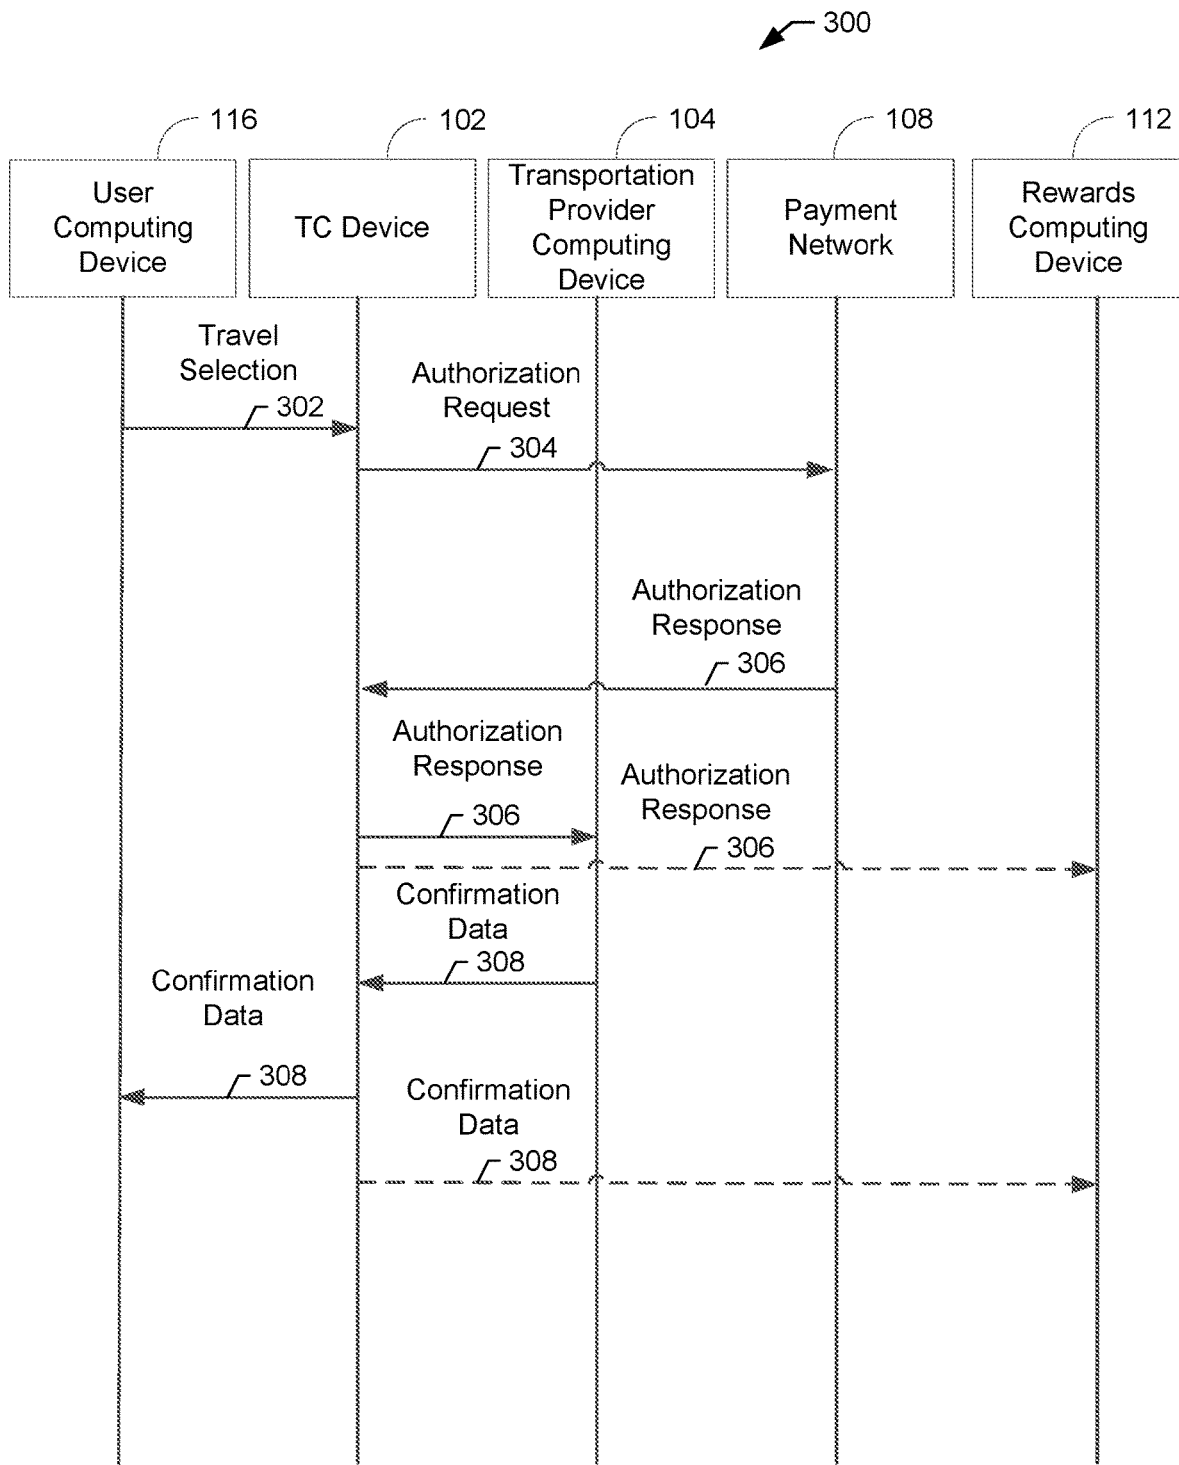 300
116
102
104
108
112
User
Computing
Device
TC Device
Transportation
Provider
Computing
Device
Payment
Network
Rewards
Computing
Device
Travel
Selection
302
Authorization
Request
304
Authorization
Response
306
Authorization
Response
306
Authorization
Response
306
Confirmation
Data
308
Confirmation
Data
308
Confirmation
Data
308